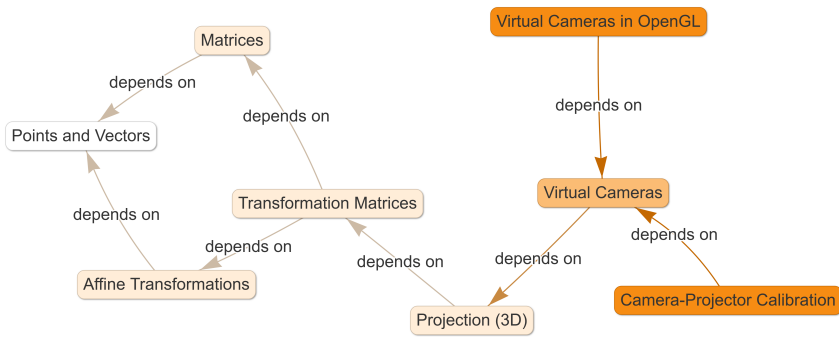 Virtual Cameras in OpenGL
Matrices
depends on
depends on
depends on
Points and Vectors
Virtual Cameras
Transformation Matrices
depends on
depends on
depends on
depends on
depends on
Affine Transformations
Camera-Projector Calibration
Projection (3D)